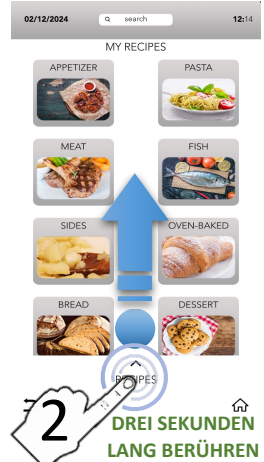 02/12/2024 search 12:14
MY RECIPES
APPETIZER PASTA
MEAT FISH
SIDES OVEN-BAKED
BREAD DESSERT
RECIPES
2
DREI SEKUNDEN
LANG BERÜHREN